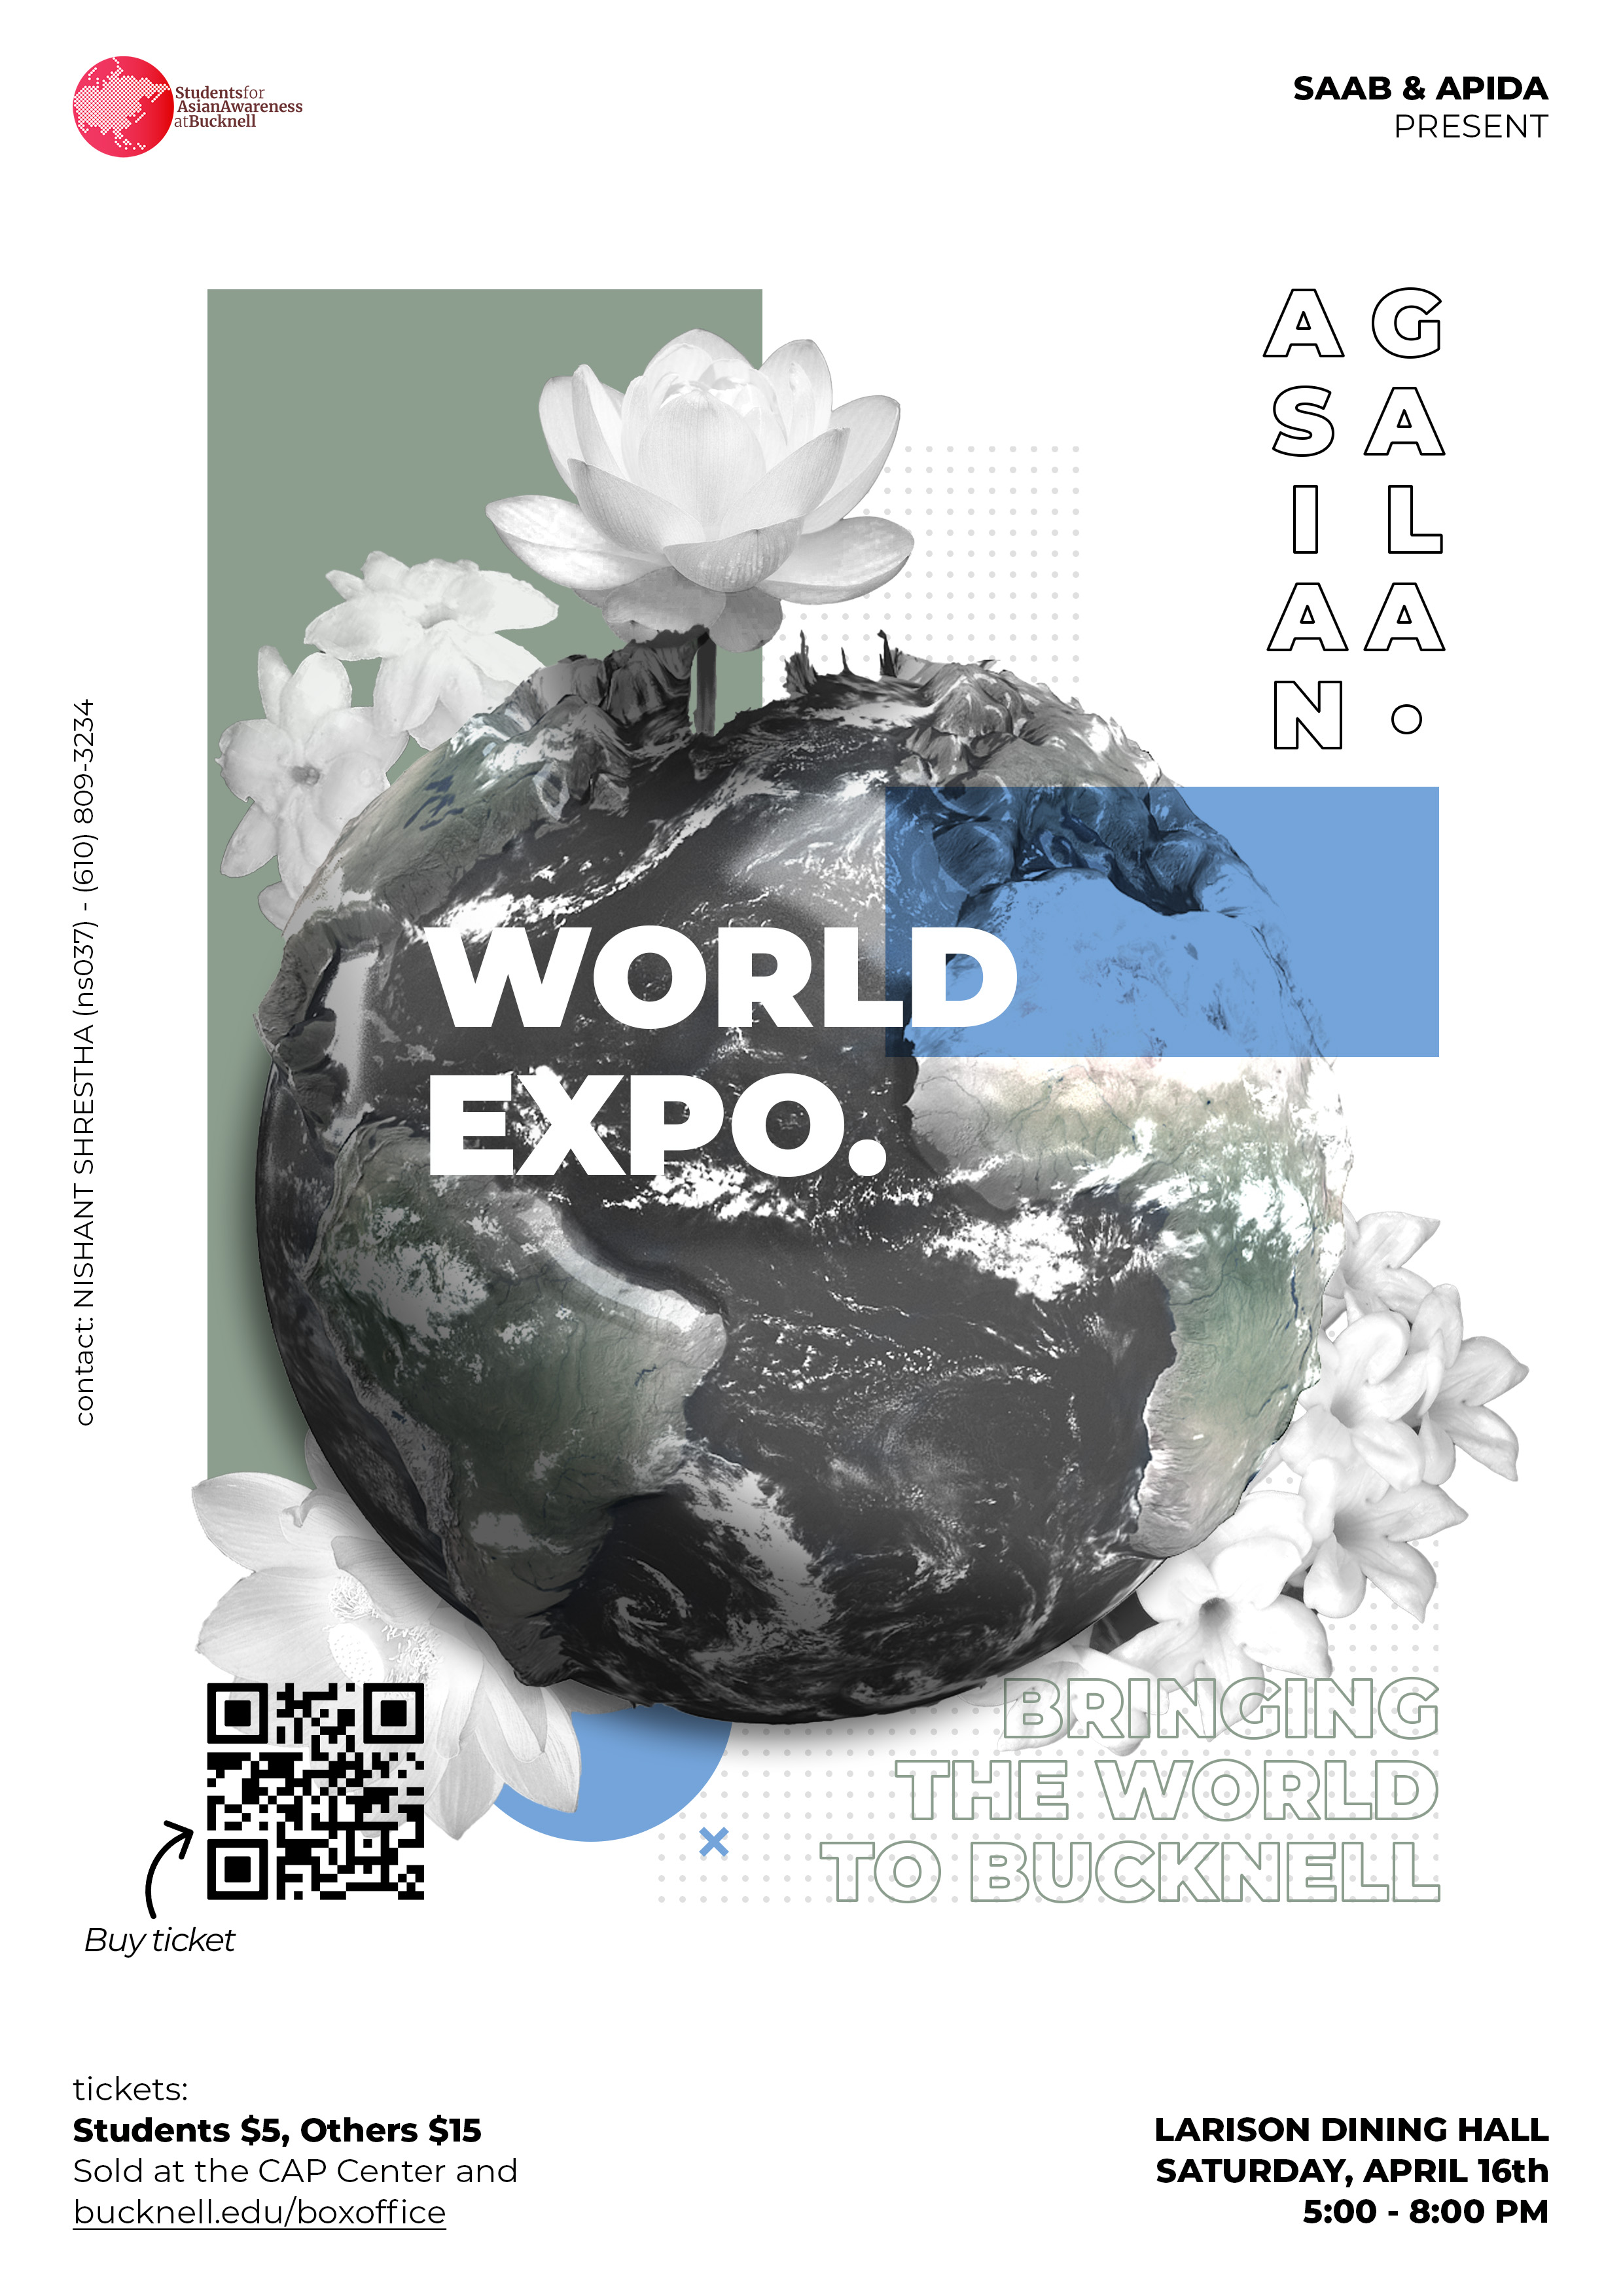 Studentsfor
AsianAwareness
atBucknell
SAAB & APIDA
PRESENT
ASIAN
GALA.
WORLD
EXPO.
contact: NISHANT SHRESTHA (ns037) - (610) 809-3234
BRINGING
THE WORLD
TO BUCKNELL
Buy ticket
tickets:
Students $5, Others $15
Sold at the CAP Center and
bucknell.edu/boxoffice
LARISON DINING HALL
SATURDAY, APRIL 16th
5:00 - 8:00 PM